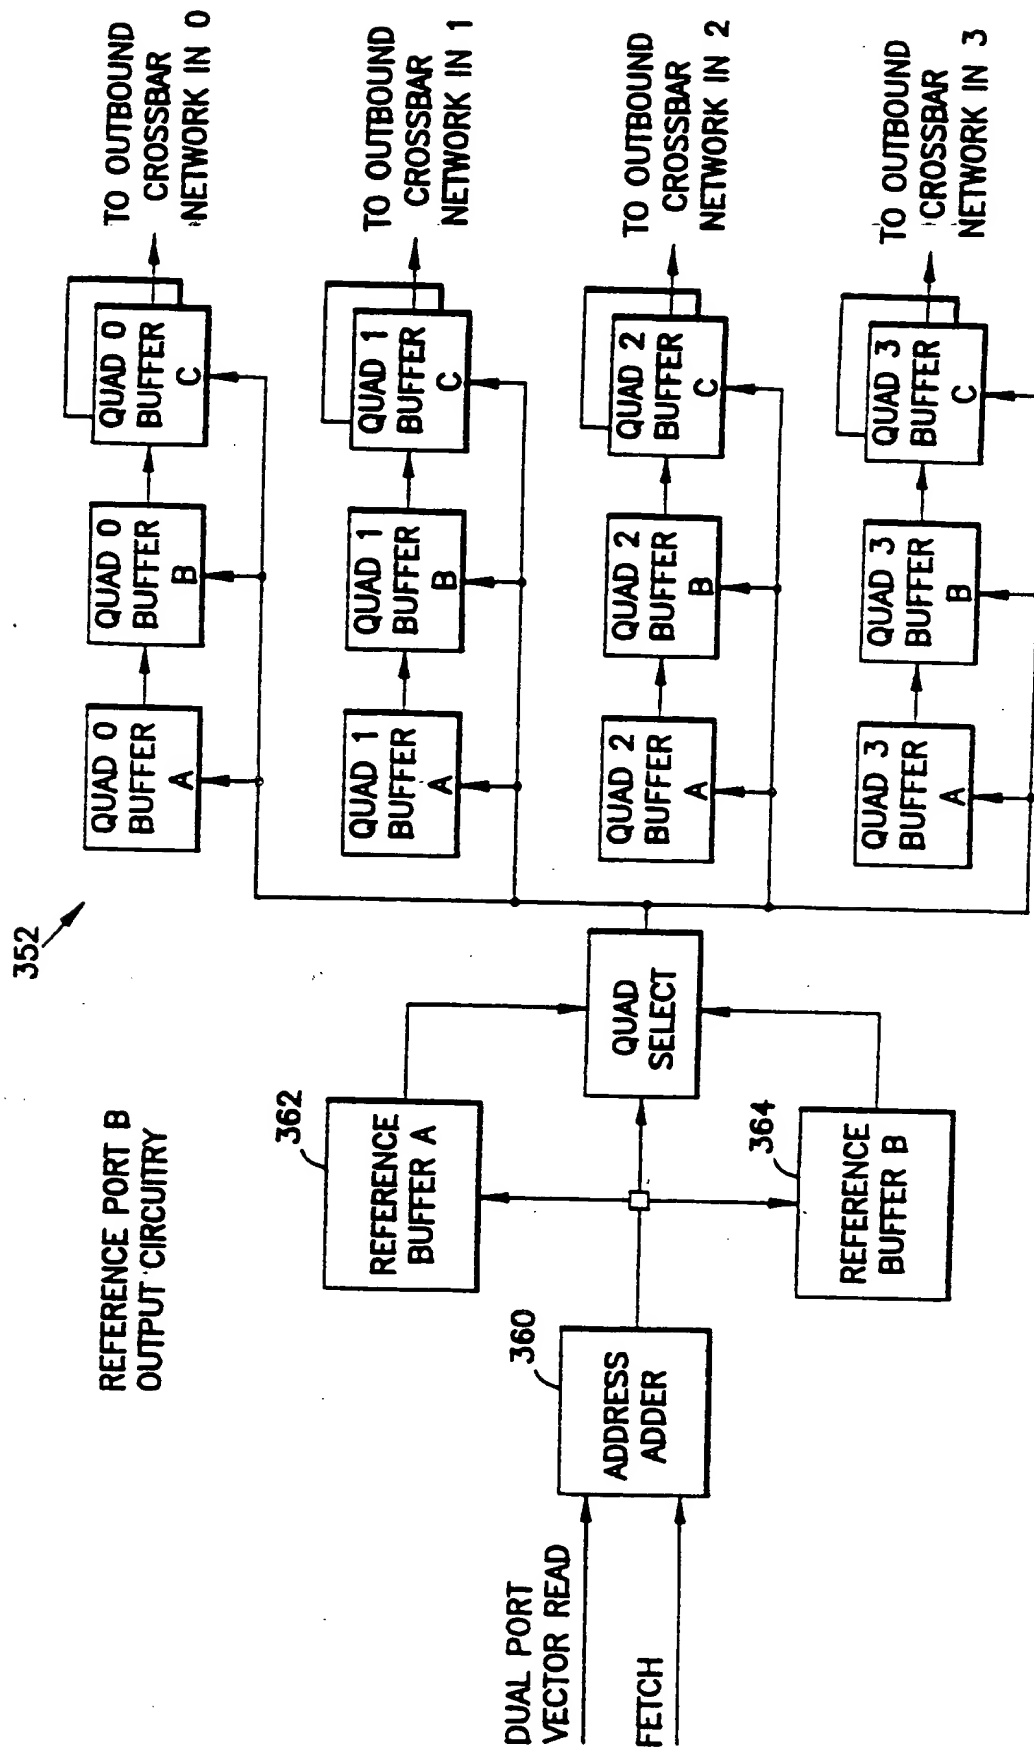 352
REFERENCE PORT B
OUTPUT CIRCUITRY
DUAL PORT
VECTOR READ
FETCH
360
ADDRESS
ADDER
362
REFERENCE
BUFFER A
364
REFERENCE
BUFFER B
QUAD
SELECT
QUAD 0
BUFFER
A
QUAD 0
BUFFER
B
QUAD 0
BUFFER
C
TO OUTBOUND
CROSSBAR
NETWORK IN 0
QUAD 1
BUFFER
A
QUAD 1
BUFFER
B
QUAD 1
BUFFER
C
TO OUTBOUND
CROSSBAR
NETWORK IN 1
QUAD 2
BUFFER
A
QUAD 2
BUFFER
B
QUAD 2
BUFFER
C
TO OUTBOUND
CROSSBAR
NETWORK IN 2
QUAD 3
BUFFER
A
QUAD 3
BUFFER
B
QUAD 3
BUFFER
C
TO OUTBOUND
CROSSBAR
NETWORK IN 3